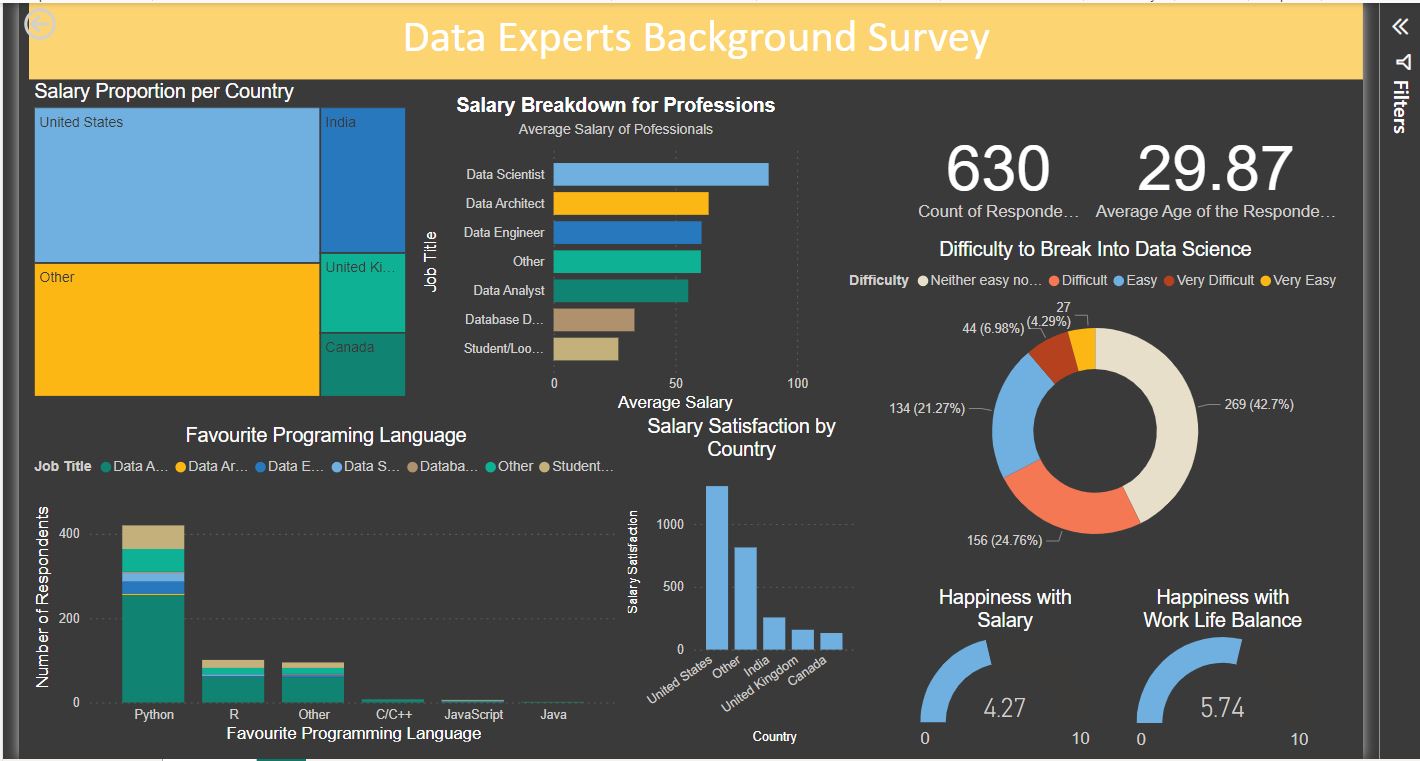 Data Experts Background Survey
Filters
Salary Proportion per Country
United States
India
Other
United Ki...
Canada
Salary Breakdown for Professions
Average Salary of Pofessionals
Job Title
Data Scientist
Data Architect
Data Engineer
Other
Data Analyst
Database D...
Student/Loo...
0 50 100
Average Salary
630
Count of Responde...
29.87
Average Age of the Responde...
Difficulty to Break Into Data Science
Difficulty Neither easy no... Difficult Easy Very Difficult Very Easy
27
(4.29%)
44 (6.98%)
134 (21.27%)
269 (42.7%)
156 (24.76%)
Favourite Programing Language
Job Title Data A... Data Ar... Data E... Data S... Databa... Other Student...
Number of Respondents
400
200
0
Python R Other C/C++ JavaScript Java
Favourite Programming Language
Salary Satisfaction by
Country
Salary Satisfaction
1000
500
0
United States
Other
India
United Kingdom
Canada
Country
Happiness with
Salary
4.27
0 10
Happiness with
Work Life Balance
5.74
0 10